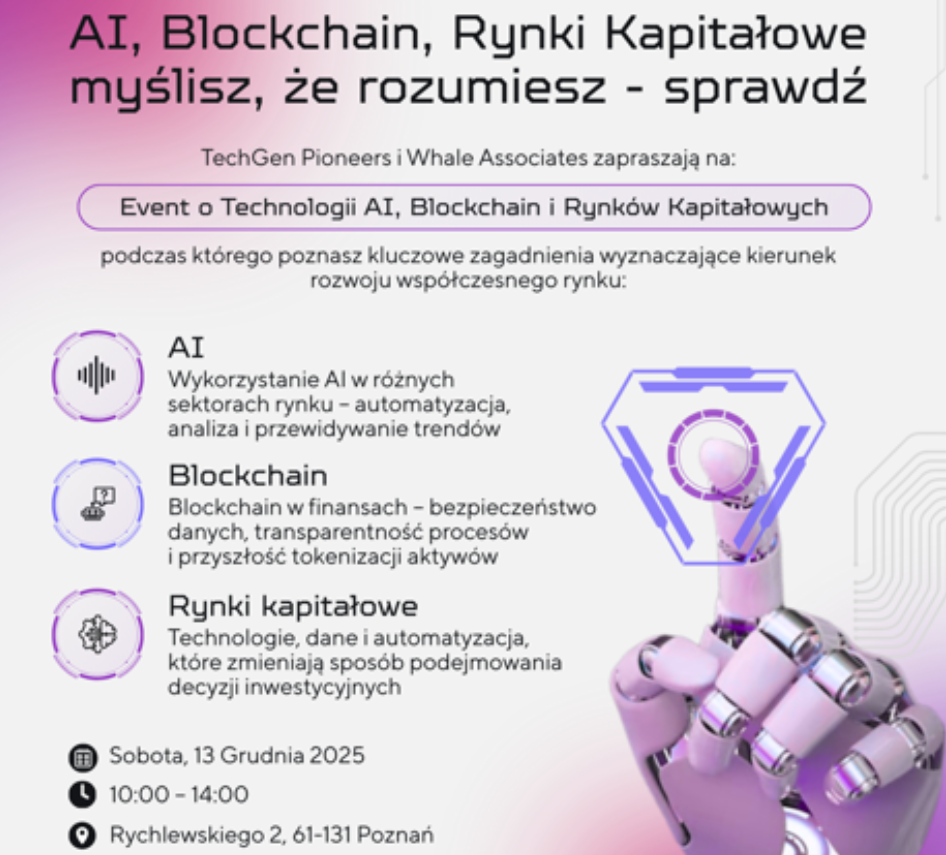 AI, Blockchain, Rynki Kapitałowe
myślisz, że rozumiesz - sprawdź
TechGen Pioneers i Whale Associates zapraszają na:
Event o Technologii AI, Blockchain i Rynków Kapitałowych
podczas którego poznasz kluczowe zagadnienia wyznaczające kierunek
rozwoju współczesnego rynku:
AI
Wykorzystanie AI w różnych
sektorach rynku – automatyzacja,
analiza i przewidywanie trendów
Blockchain
Blockchain w finansach – bezpieczeństwo
danych, transparentność procesów
i przyszłość tokenizacji aktywów
?
Rynki kapitałowe
Technologie, dane i automatyzacja,
które zmieniają sposób podejmowania
decyzji inwestycyjnych
Sobota, 13 Grudnia 2025
10:00 – 14:00
Rychlewskiego 2, 61-131 Poznań